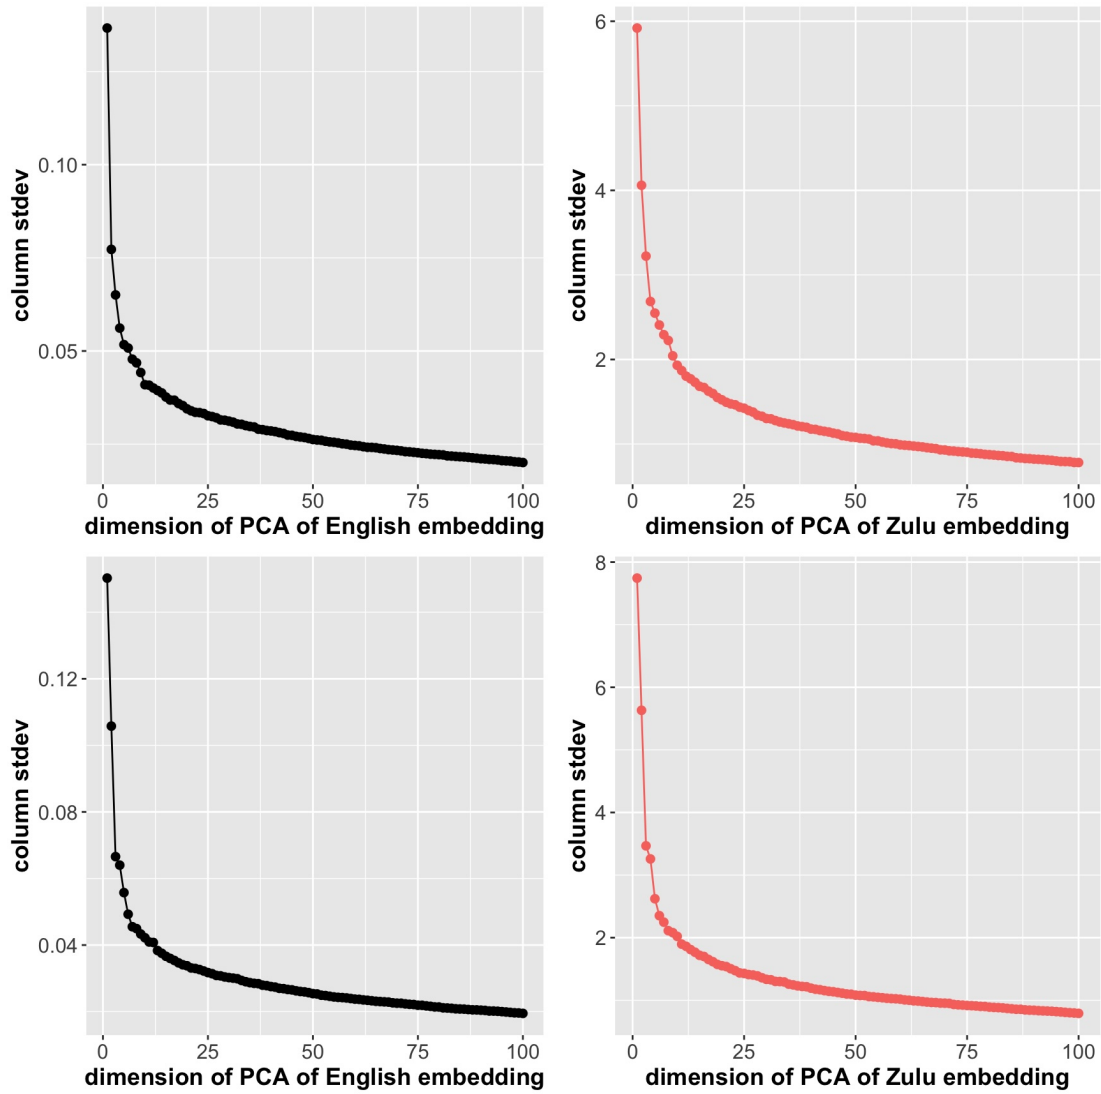 column stdev
0.10
0.05
0 25 50 75 100
dimension of PCA of English embedding
column stdev
6
4
2
0 25 50 75 100
dimension of PCA of Zulu embedding
column stdev
0.12
0.08
0.04
0 25 50 75 100
dimension of PCA of English embedding
column stdev
8
6
4
2
0 25 50 75 100
dimension of PCA of Zulu embedding